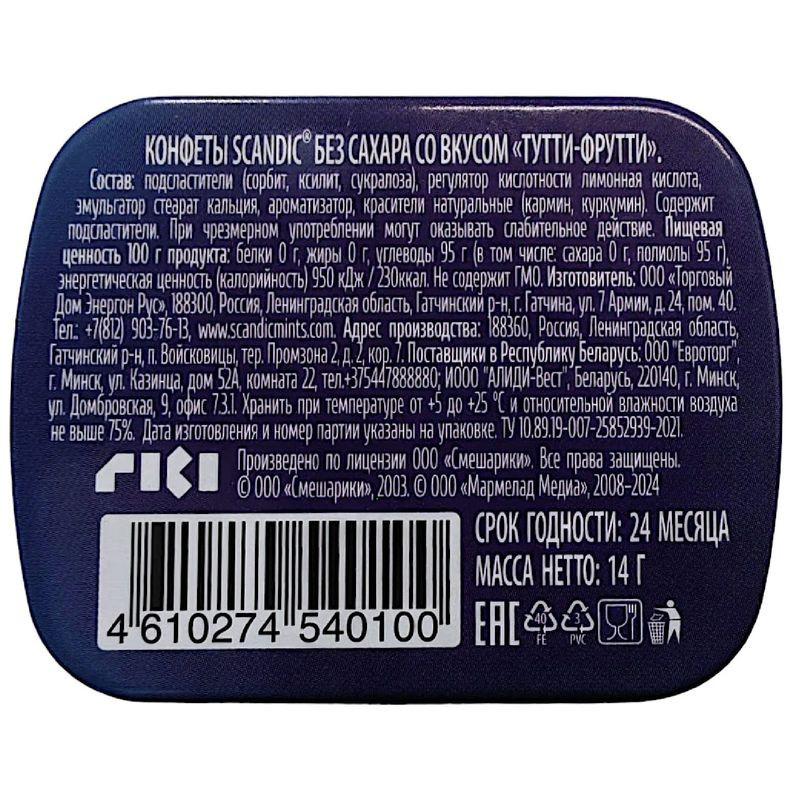 КОНФЕТЫ SCANDIC® БЕЗ САХАРА СО ВКУСОМ «ТУТТИ-ФРУТТИ».
Состав: подсластители (сорбит, ксилит, сукралоза), регулятор кислотности лимонная кислота,
эмульгатор стеарат кальция, ароматизатор, красители натуральные (кармин, куркумин). Содержит
подсластители. При чрезмерном употреблении могут оказывать слабительное действие. Пищевая
ценность 100 г продукта: белки 0 г, жиры 0 г, углеводы 95 г (в том числе: сахара 0 г, полиолы 95 г),
энергетическая ценность (калорийность) 950 кДж / 230ккал. Не содержит ГМО. Изготовитель: ООО «Торговый
Дом Энергон Рус», 188300, Россия, Ленинградская область, Гатчинский р-н, г. Гатчина, ул. 7 Армии, д. 24, пом. 40.
Тел.: +7(812) 903-76-13, www.scandicmints.com. Адрес производства: 188360, Россия, Ленинградская область,
Гатчинский р-н, п. Войсковицы, тер. Промзона 2, д. 2, кор. 7. Поставщики в Республику Беларусь: ООО "Евроторг",
г. Минск, ул. Казинца, дом 52А, комната 22, тел.+375447888880; ИООО "АЛИДИ-Вест", Беларусь, 220140, г. Минск,
ул. Домбровская, 9, офис 7.3.1. Хранить при температуре от +5 до +25 °С и относительной влажности воздуха
не выше 75%. Дата изготовления и номер партии указаны на упаковке. ТУ 10.89.19-007-25852939-2021.
РІКІ
Произведено по лицензии ООО «Смешарики». Все права защищены.
© ООО «Смешарики», 2003. © ООО «Мармелад Медиа», 2008–2024
СРОК ГОДНОСТИ: 24 МЕСЯЦА
МАССА НЕТТО: 14 Г
4 610274 540100
EAC
40
FE
3
PVC